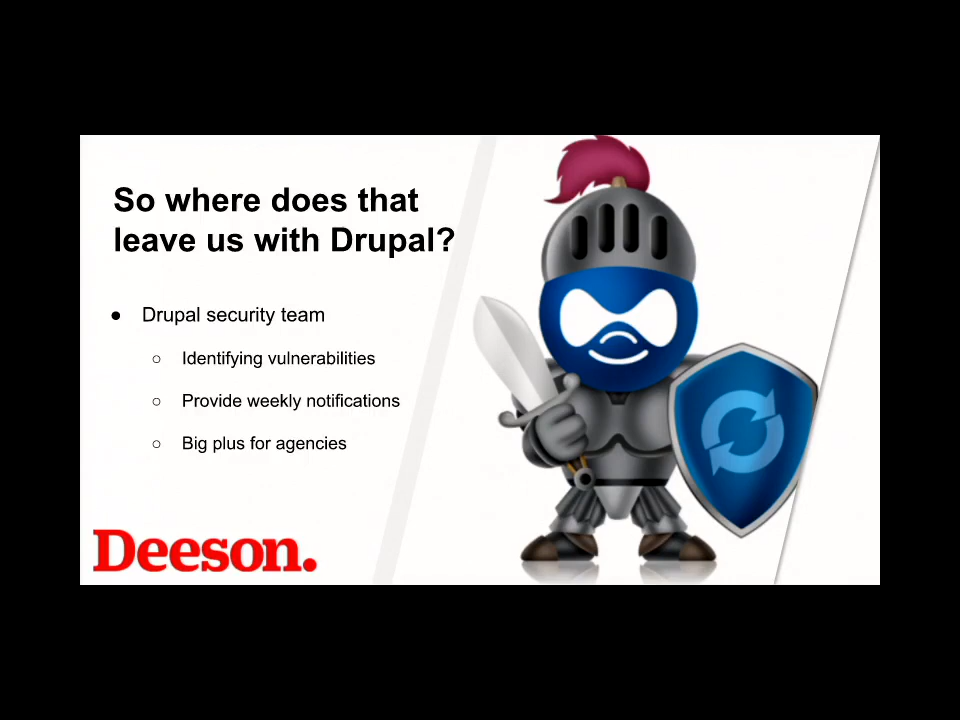 So where does that
leave us with Drupal?
● Drupal security team
○ Identifying vulnerabilities
○ Provide weekly notifications
○ Big plus for agencies
Deeson.